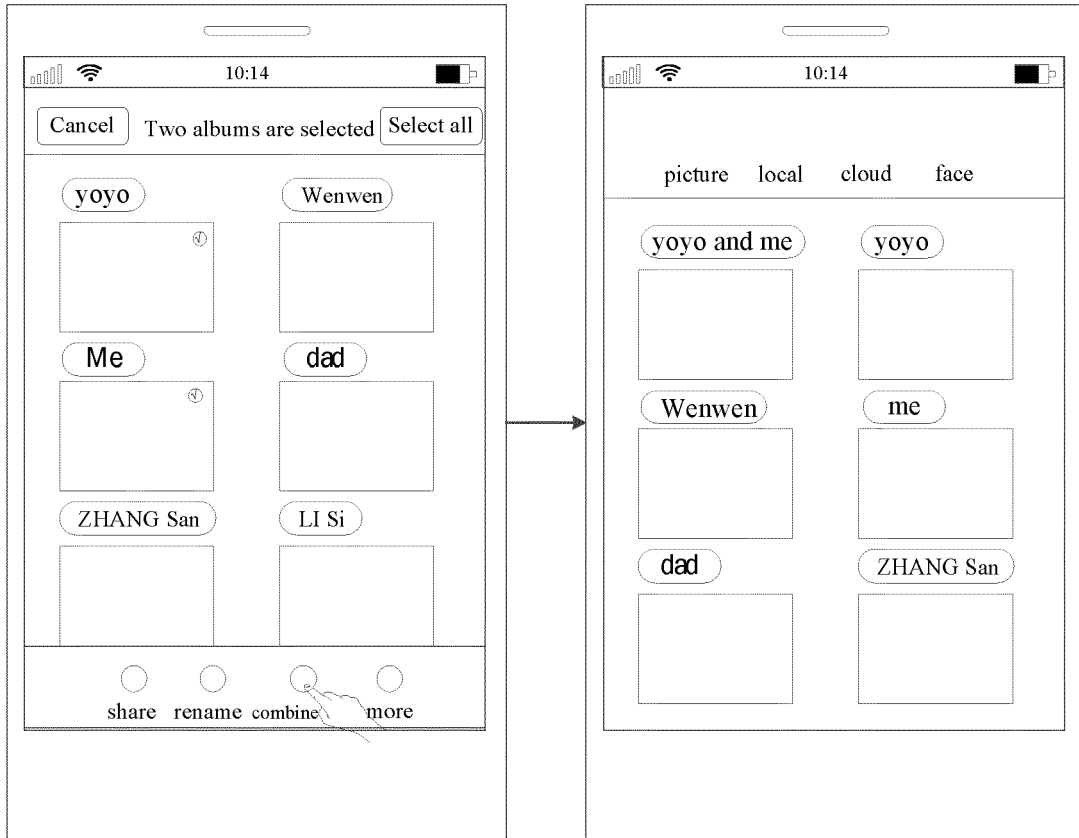 10:14
Cancel Two albums are selected Select all
yoyo Wenwen
Me dad
ZHANG San LI Si
share rename combine more
10:14
picture local cloud face
yoyo and me yoyo
Wenwen me
dad ZHANG San